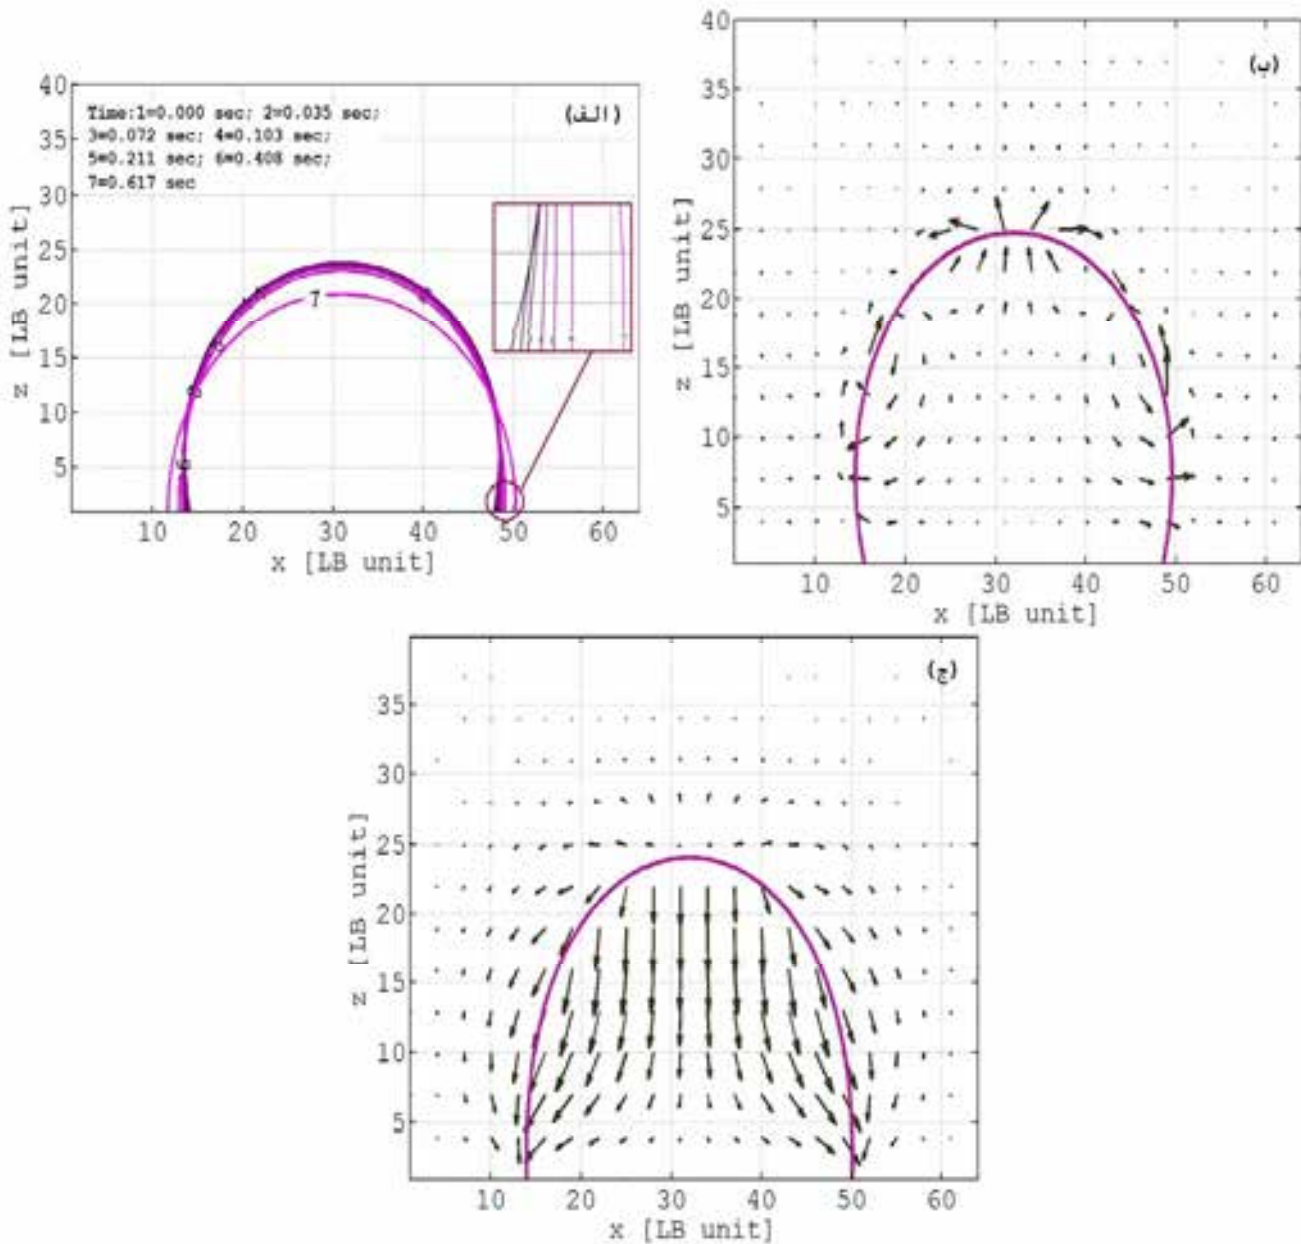 (الف)
Time:1=0.000 sec; 2=0.035 sec;
3=0.072 sec; 4=0.103 sec;
5=0.211 sec; 6=0.408 sec;
7=0.617 sec
40
35
30
25
20
15
10
5
z [LB unit]
7
5
10 20 30 40 50 60
x [LB unit]
(ب)
40
35
30
25
20
15
10
5
z [LB unit]
10 20 30 40 50 60
x [LB unit]
(ج)
35
30
25
20
15
10
5
z [LB unit]
10 20 30 40 50 60
x [LB unit]